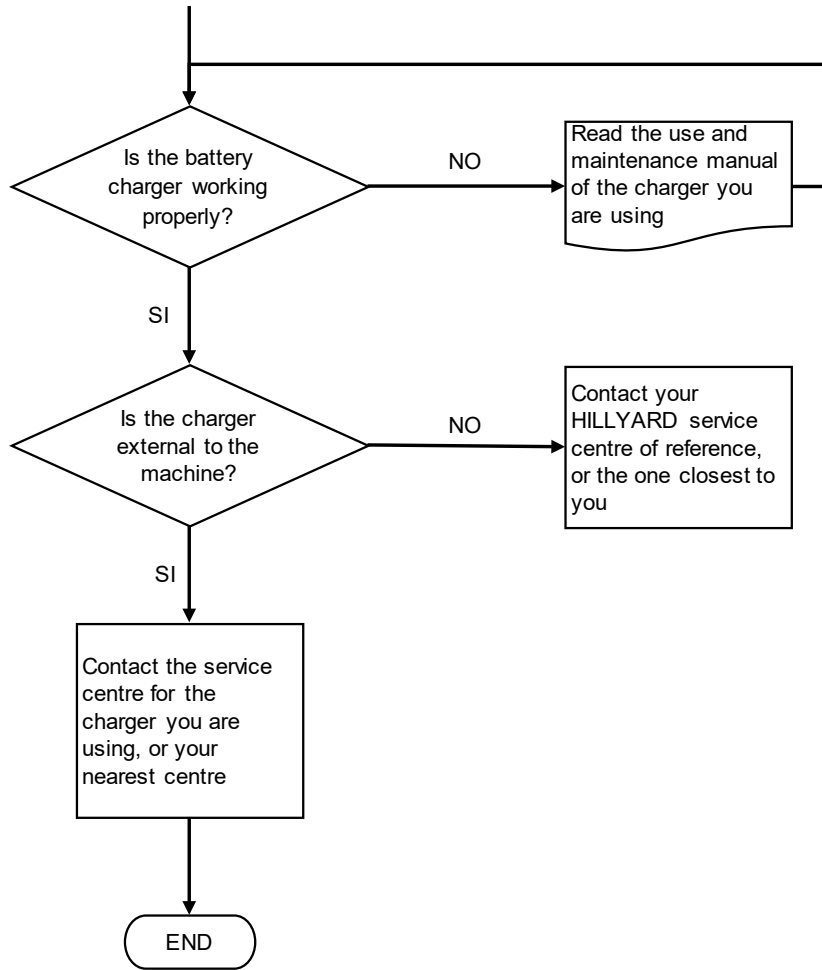 Is the battery
charger working
properly?
NO
Read the use and
maintenance manual
of the charger you
are using
SI
Is the charger
external to the
machine?
NO
Contact your
HILLYARD service
centre of reference,
or the one closest to
you
SI
Contact the service
centre for the
charger you are
using, or your
nearest centre
END